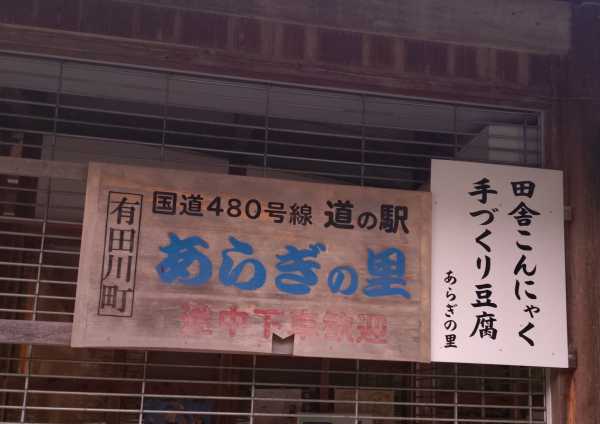 有田川町
国道480号線 道の駅
あらぎの里
途中下車歓迎
田舎こんにゃく
手づくり豆腐
あらぎの里